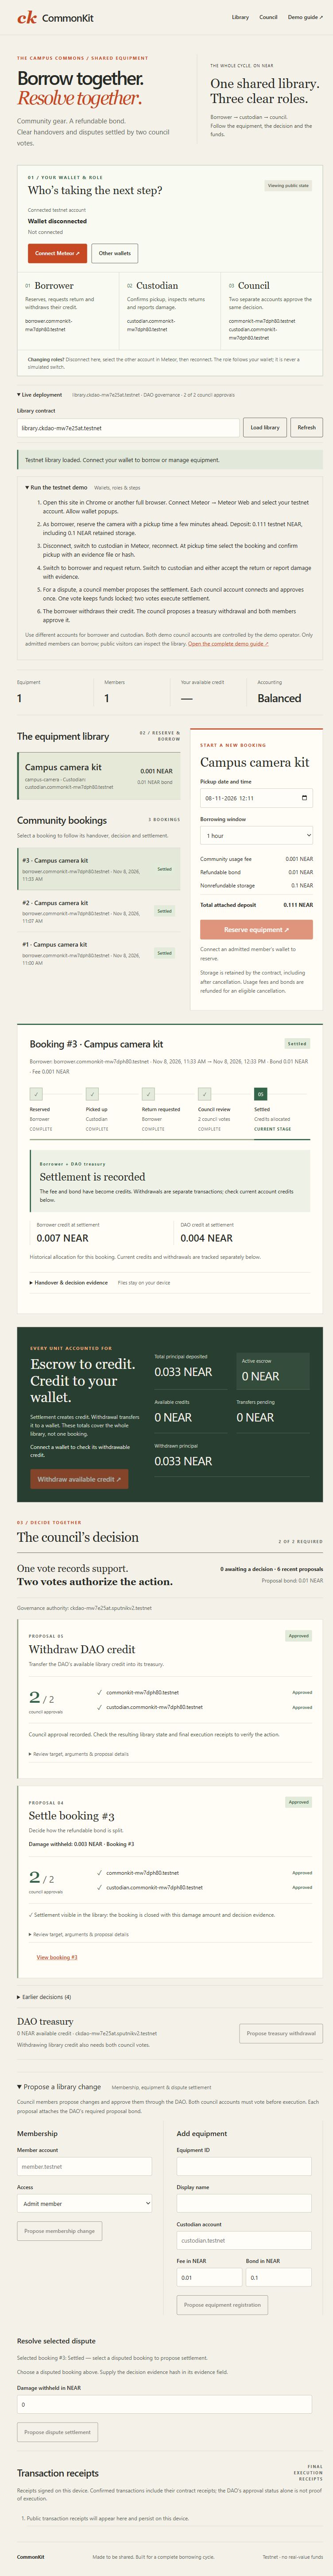 ck CommonKit
Library Council Demo guide ↗
THE CAMPUS COMMONS / SHARED EQUIPMENT
Borrow together.
Resolve together.
Community gear. A refundable bond.
Clear handovers and disputes settled by two council
votes.
THE WHOLE CYCLE, ON NEAR
One shared library.
Three clear roles.
Borrower → custodian → council.
Follow the equipment, the decision and the
funds.
01 / YOUR WALLET & ROLE
Who's taking the next step?
Viewing public state
Connected testnet account
Wallet disconnected
Not connected
Connect Meteor ↗ Other wallets
01 Borrower
Reserves, requests return and
withdraws their credit.
borrower.commonkit-
mw7dph80.testnet
02 Custodian
Confirms pickup, inspects returns
and reports damage.
custodian.commonkit-
mw7dph80.testnet
03 Council
Two separate accounts approve the
same decision.
commonkit-mw7dph80.testnet
custodian.commonkit-
mw7dph80.testnet
Changing roles? Disconnect here, select the other account in Meteor, then reconnect. The role follows your wallet; it is never a
simulated switch.
▾ Live deployment library.ckdao-mw7e25at.testnet · DAO governance · 2 of 2 council approvals
Library contract
library.ckdao-mw7e25at.testnet
Load library Refresh
Testnet library loaded. Connect your wallet to borrow or manage equipment.
▾ Run the testnet demo Wallets, roles & steps
1. Open this site in Chrome or another full browser. Connect Meteor → Meteor Web and select your testnet
account. Allow wallet popups.
2. As borrower, reserve the camera with a pickup time a few minutes ahead. Deposit: 0.111 testnet NEAR,
including 0.1 NEAR retained storage.
3. Disconnect, switch to custodian in Meteor, reconnect. At pickup time select the booking and confirm
pickup with an evidence file or hash.
4. Switch to borrower and request return. Switch to custodian and either accept the return or report damage
with evidence.
5. For a dispute, a council member proposes the settlement. Each council account connects and approves
once. One vote keeps funds locked; two votes execute settlement.
6. The borrower withdraws their credit. The council proposes a treasury withdrawal and both members
approve it.
Use different accounts for borrower and custodian. Both demo council accounts are controlled by the demo operator. Only
admitted members can borrow; public visitors can inspect the library. Open the complete demo guide ↗
Equipment
1
Members
1
Your available credit
—
Accounting
Balanced
The equipment library
02 / RESERVE &
BORROW
Campus camera kit
campus-camera · Custodian:
custodian.commonkit-mw7dph80.testnet
0.001 NEAR
0.01 NEAR bond
Community bookings
3 BOOKINGS
Select a booking to follow its handover, decision and settlement.
#3 · Campus camera kit
borrower.commonkit-mw7dph80.testnet · Nov 8, 2026,
11:33 AM
Settled
#2 · Campus camera kit
borrower.commonkit-mw7dph80.testnet · Nov 8, 2026,
11:07 AM
Settled
#1 · Campus camera kit
borrower.commonkit-mw7dph80.testnet · Nov 8, 2026,
11:00 AM
Settled
START A NEW BOOKING
Campus camera kit
Pickup date and time
08-11-2026 12:11
Borrowing window
1 hour
Community usage fee 0.001 NEAR
Refundable bond 0.01 NEAR
Nonrefundable storage 0.1 NEAR
Total attached deposit 0.111 NEAR
Reserve equipment ↗
Connect an admitted member's wallet to
reserve.
Storage is retained by the contract, including
after cancellation. Usage fees and bonds are
refunded for an eligible cancellation.
Booking #3 · Campus camera kit
Settled
Borrower: borrower.commonkit-mw7dph80.testnet · Nov 8, 2026, 11:33 AM → Nov 8, 2026, 12:33 PM · Bond 0.01 NEAR
· Fee 0.001 NEAR
✓ ✓ ✓ ✓ 05
Reserved Picked up Return requested Council review Settled
Borrower Custodian Borrower 2 council votes Credits allocated
COMPLETE COMPLETE COMPLETE COMPLETE CURRENT STAGE
Borrower + DAO treasury
Settlement is recorded
The fee and bond have become credits. Withdrawals are separate transactions; check current account credits
below.
Borrower credit at settlement
0.007 NEAR
DAO credit at settlement
0.004 NEAR
Historical allocation for this booking. Current credits and withdrawals are tracked separately below.
▸ Handover & decision evidence Files stay on your device
EVERY UNIT ACCOUNTED FOR
Escrow to credit.
Credit to your
wallet.
Settlement creates credit. Withdrawal transfers
it to a wallet. These totals cover the whole
library, not one booking.
Connect a wallet to check its withdrawable
credit.
Withdraw available credit ↗
Total principal deposited
0.033 NEAR
Active escrow
0 NEAR
Available credits
0 NEAR
Transfers pending
0 NEAR
Withdrawn principal
0.033 NEAR
03 / DECIDE TOGETHER
The council's decision
2 OF 2 REQUIRED
One vote records support.
Two votes authorize the action.
0 awaiting a decision · 6 recent proposals
Proposal bond: 0.01 NEAR
Governance authority: ckdao-mw7e25at.sputnikv2.testnet
PROPOSAL 05
Approved
Withdraw DAO credit
Transfer the DAO's available library credit into its treasury.
2 / 2
council approvals
✓ commonkit-mw7dph80.testnet Approved
✓ custodian.commonkit-mw7dph80.testnet Approved
Council approval recorded. Check the resulting library state and final execution receipts to verify the action.
▸ Review target, arguments & proposal details
PROPOSAL 04
Approved
Settle booking #3
Decide how the refundable bond is split.
Damage withheld: 0.003 NEAR · Booking #3
2 / 2
council approvals
✓ commonkit-mw7dph80.testnet Approved
✓ custodian.commonkit-mw7dph80.testnet Approved
✓ Settlement visible in the library: the booking is closed with this damage amount and decision evidence.
▸ Review target, arguments & proposal details
View booking #3
▸ Earlier decisions (4)
DAO treasury
0 NEAR available credit · ckdao-mw7e25at.sputnikv2.testnet
Withdrawing library credit also needs both council votes.
Propose treasury withdrawal
▾ Propose a library change Membership, equipment & dispute settlement
Council members propose changes and approve them through the DAO. Both council accounts must vote before execution. Each
proposal attaches the DAO's required proposal bond.
Membership
Member account
member.testnet
Access
Admit member
Propose membership change
Add equipment
Equipment ID
Display name
Custodian account
custodian.testnet
Fee in NEAR Bond in NEAR
0.01 0.1
Propose equipment registration
Resolve selected dispute
Selected booking #3: Settled — select a disputed booking to propose settlement.
Choose a disputed booking above. Supply the decision evidence hash in its evidence field.
Damage withheld in NEAR
0
Propose dispute settlement
Transaction receipts
FINAL
EXECUTION
RECEIPTS
Receipts signed on this device. Confirmed transactions include their contract receipts; the DAO's approval status alone is not proof
of execution.
1. Public transaction receipts will appear here and persist on this device.
CommonKit Made to be shared. Built for a complete borrowing cycle. Testnet · no real-value funds